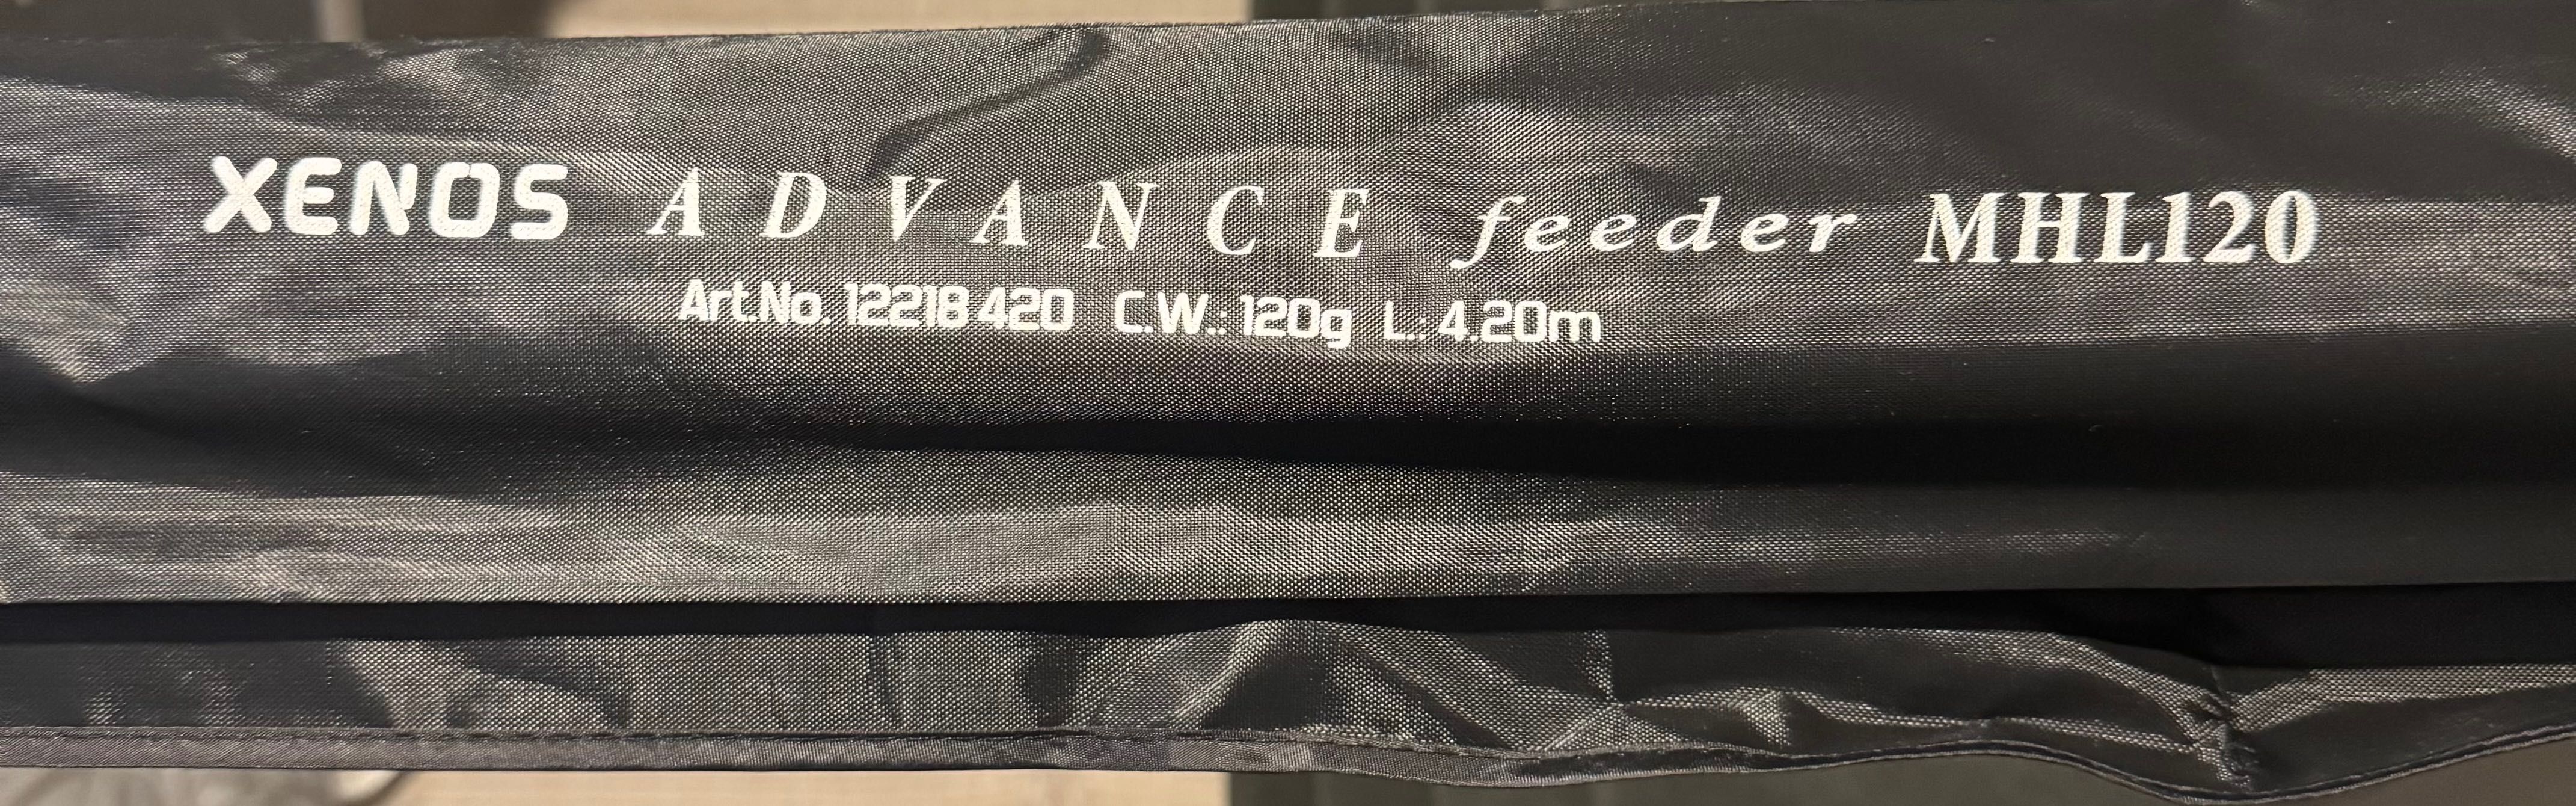 XENOS ADVANCE feeder MHL120
Art.No. 12218420 C.W.: 120g L.: 4.20m